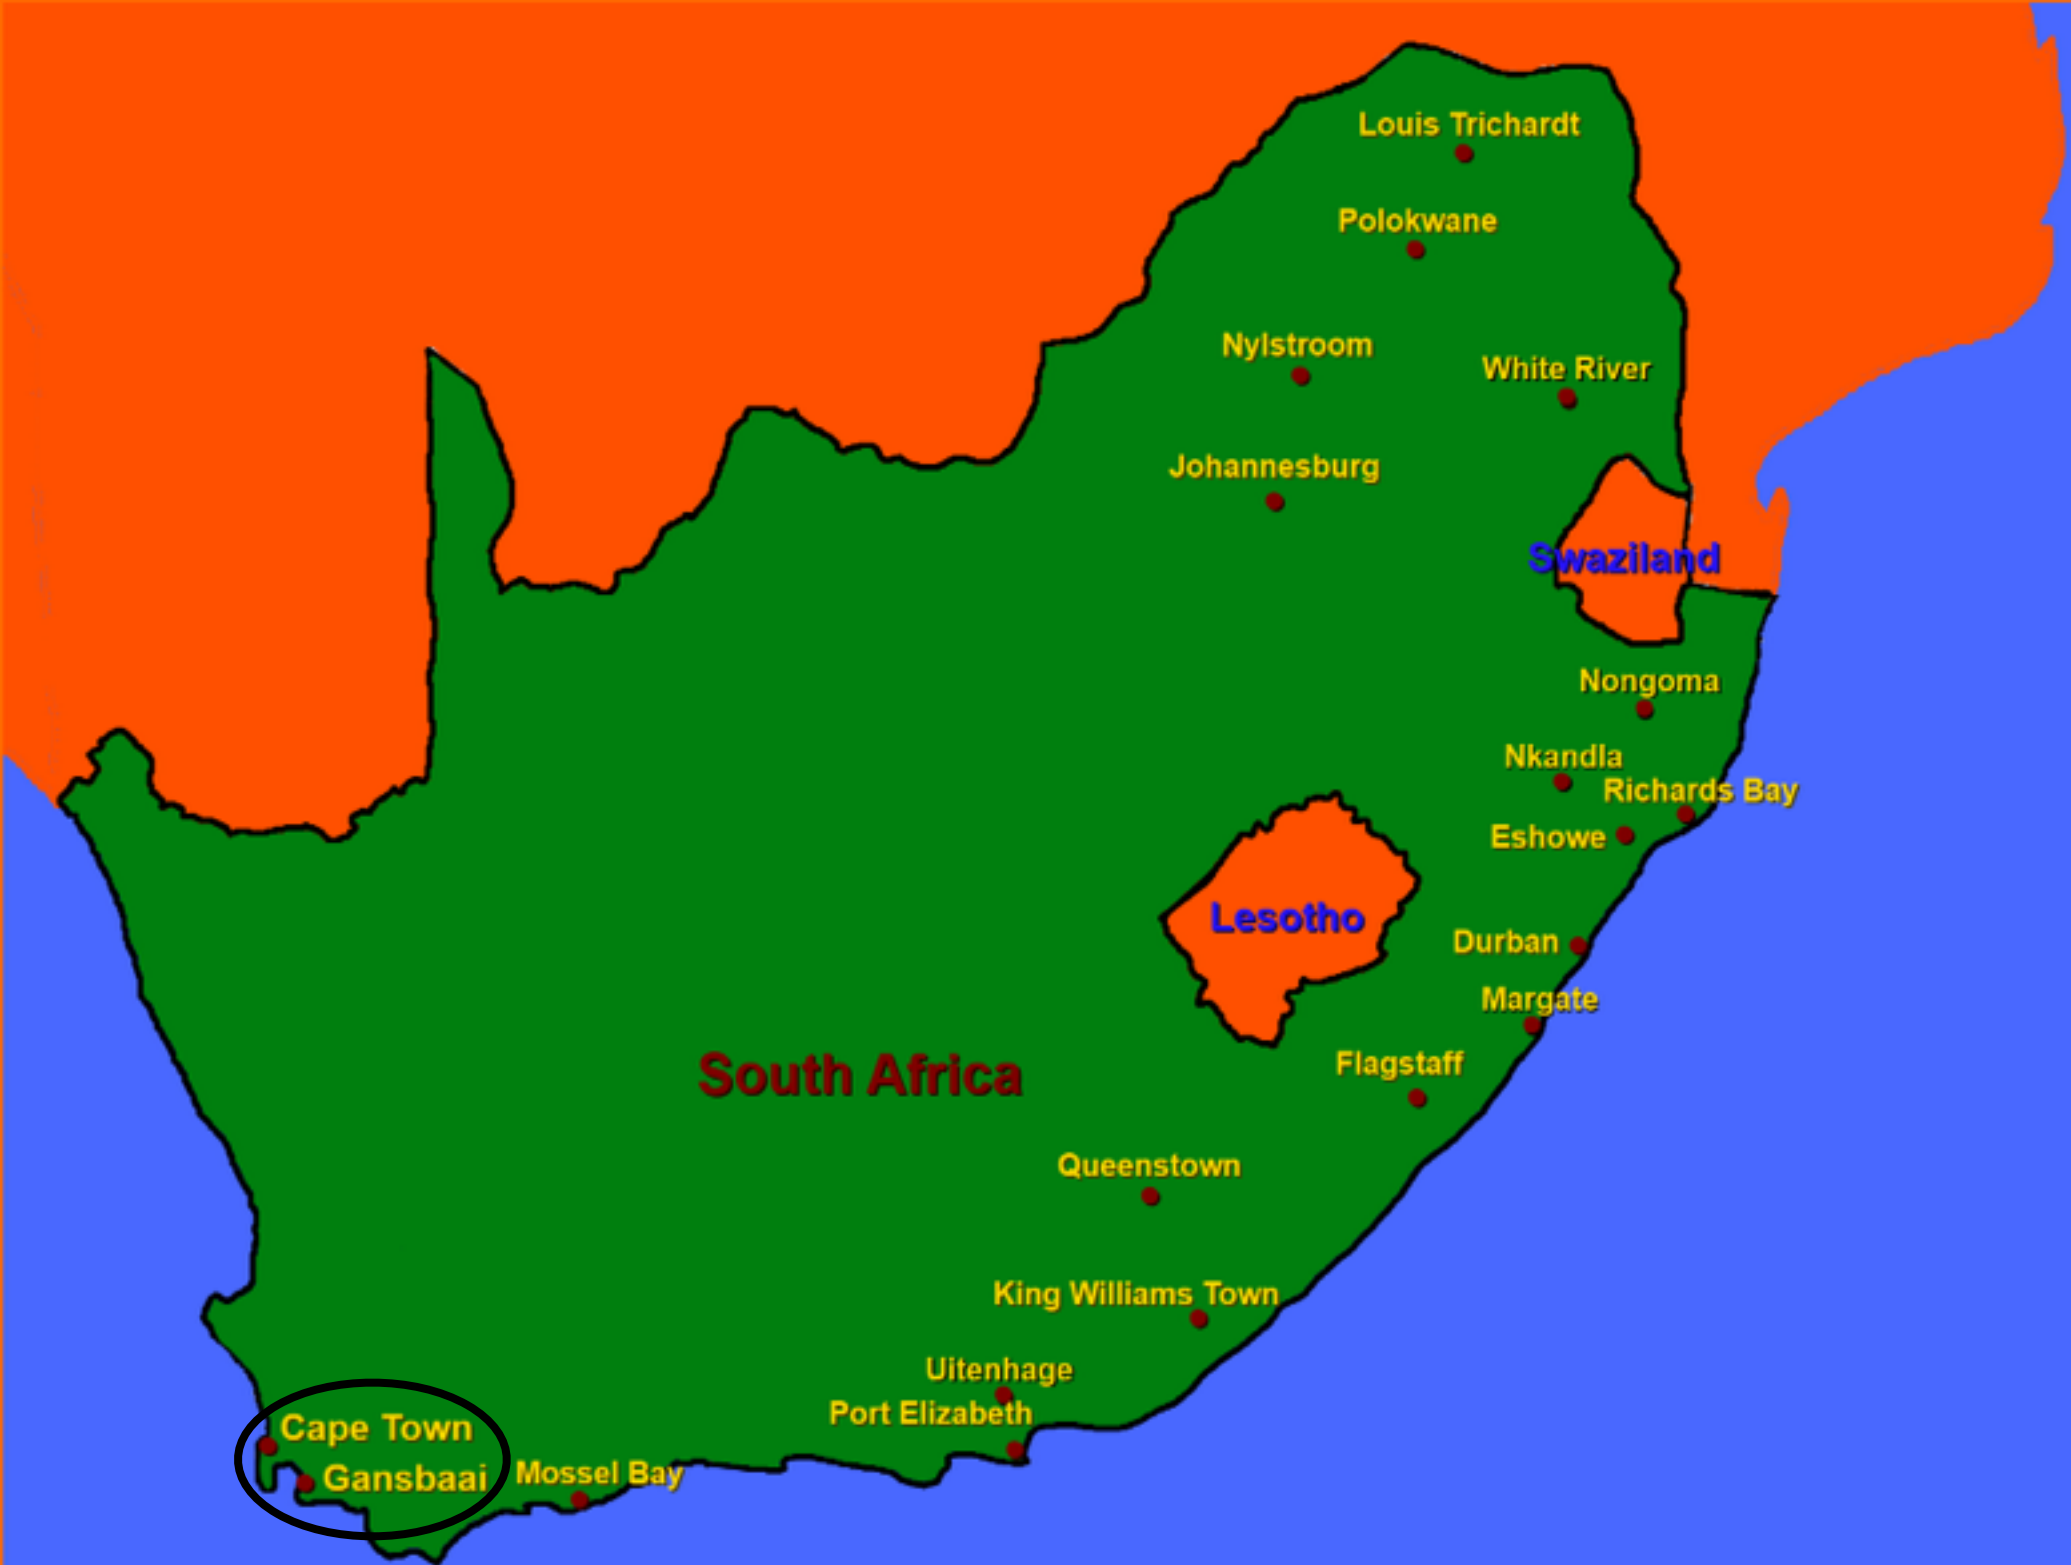 Louis Trichardt
Polokwane
Nylstroom
White River
Johannesburg
Swaziland
Nongoma
Nkandla
Richards Bay
Eshowe
Lesotho
Durban
Margate
Flagstaff
South Africa
Queenstown
King Williams Town
Uitenhage
Port Elizabeth
Cape Town
Gansbaai
Mossel Bay